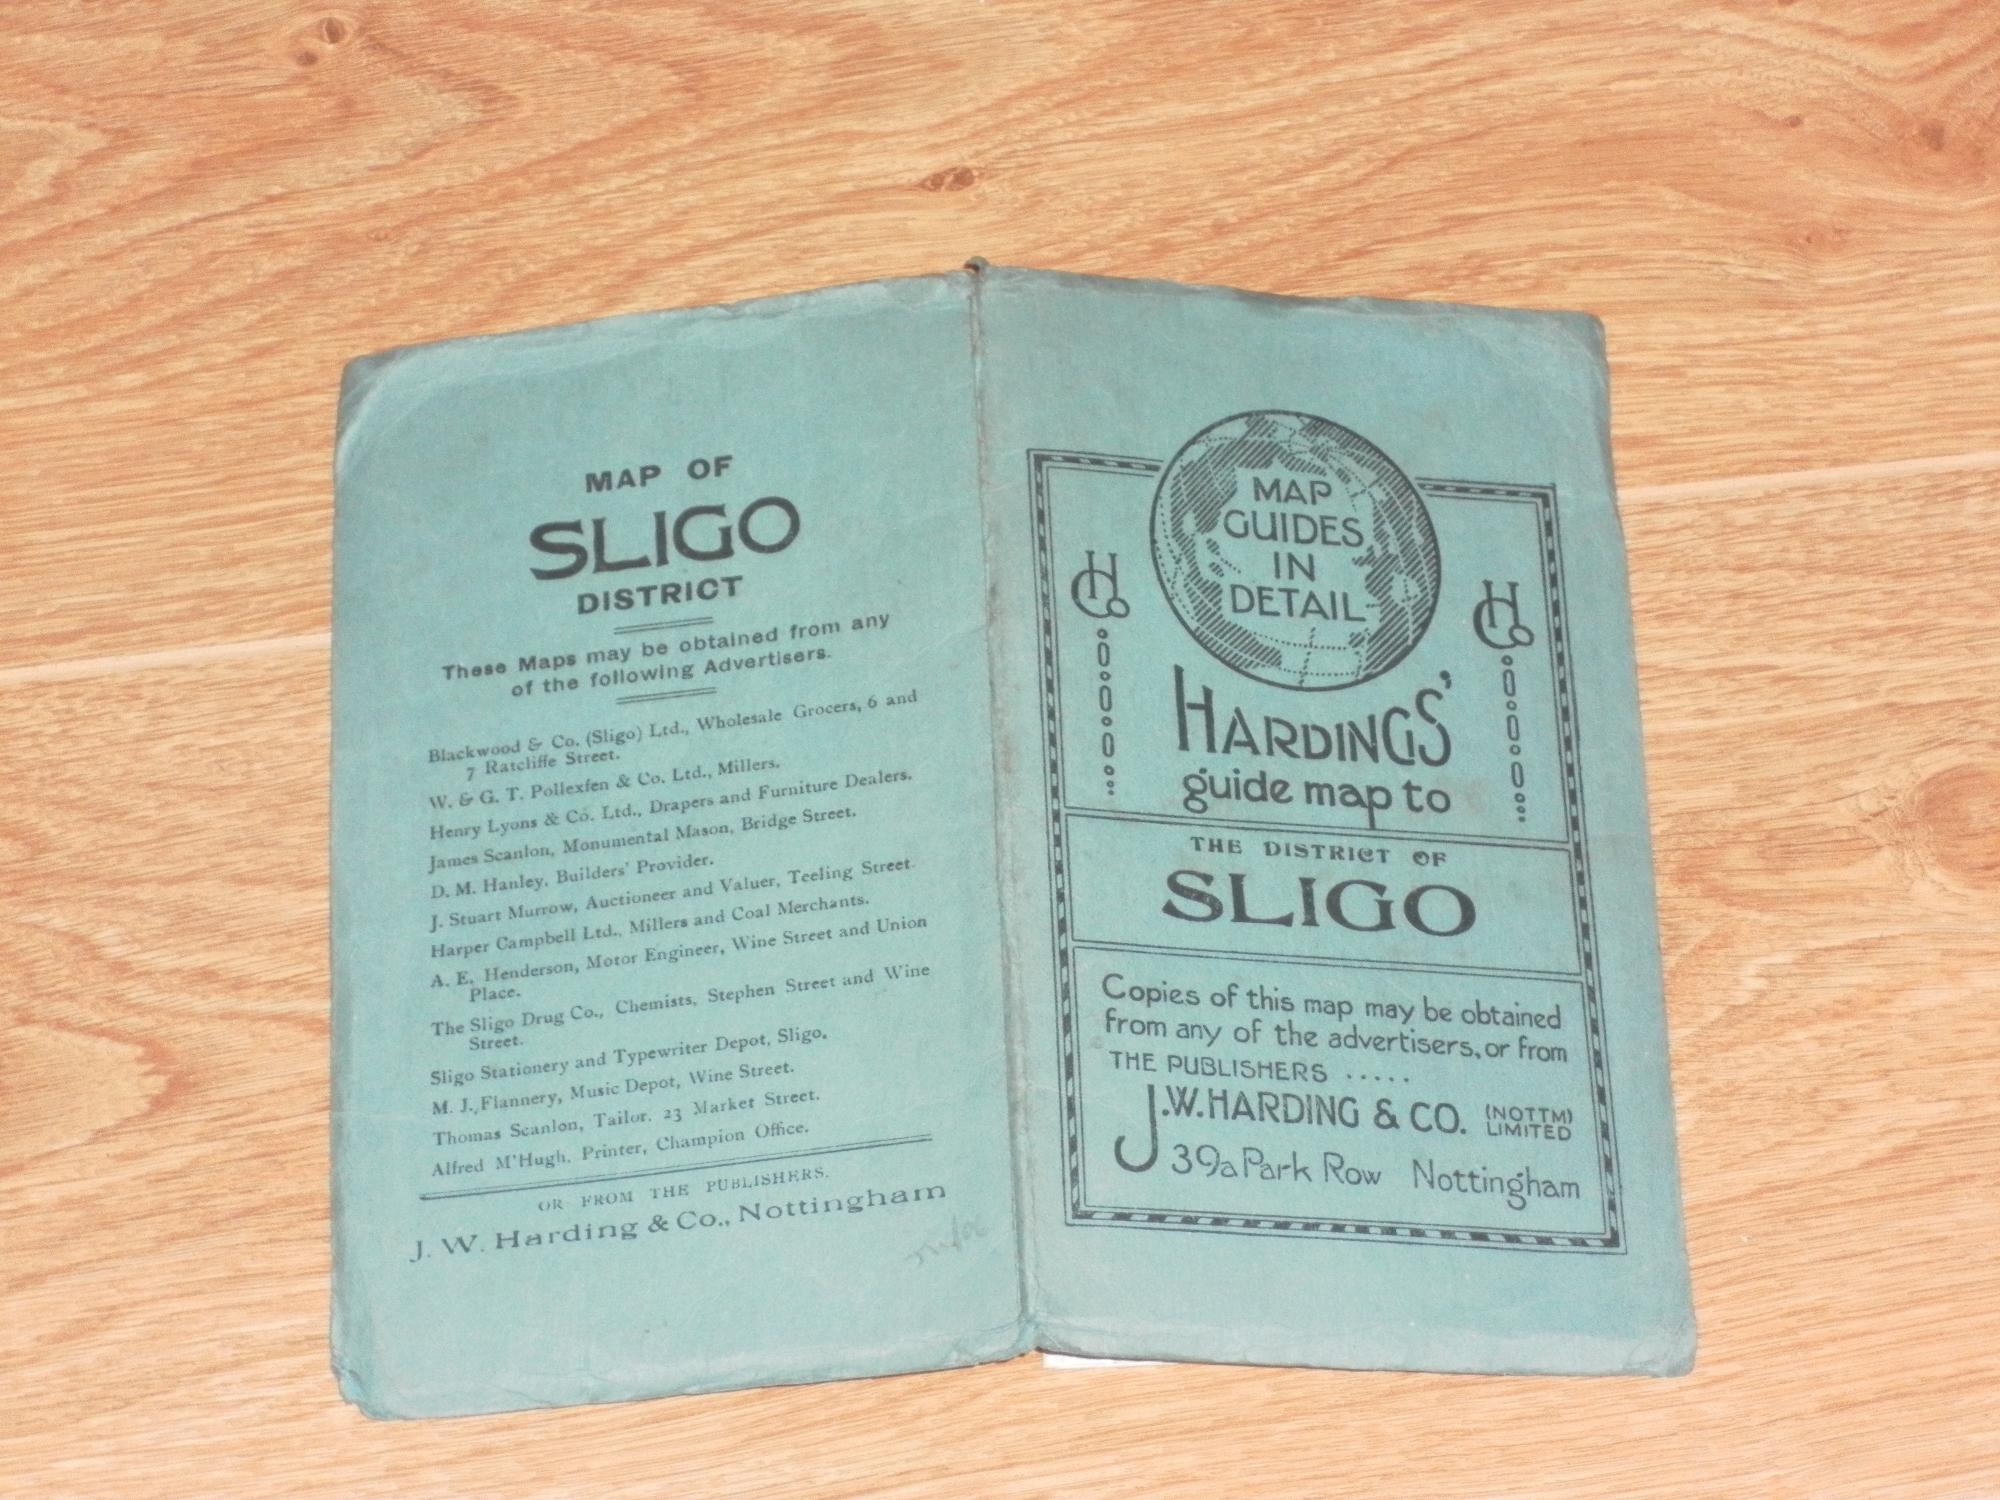 MAP OF
SLIGO
DISTRICT
These Maps may be obtained from any
of the following Advertisers.
Blackwood & Co. (Sligo) Ltd., Wholesale Grocers, 6 and
7 Ratcliffe Street.
W. & G. T. Pollexfen & Co. Ltd., Millers.
Henry Lyons & Co. Ltd., Drapers and Furniture Dealers.
James Scanlon, Monumental Mason, Bridge Street.
D. M. Hanley, Builders' Provider.
J. Stuart Murrow, Auctioneer and Valuer, Teeling Street.
Harper Campbell Ltd., Millers and Coal Merchants.
A. E. Henderson, Motor Engineer, Wine Street and Union
Place.
The Sligo Drug Co., Chemists, Stephen Street and Wine
Street.
Sligo Stationery and Typewriter Depot, Sligo.
M. J. Flannery, Music Depot, Wine Street.
Thomas Scanlon, Tailor. 23 Market Street.
Alfred M'Hugh, Printer, Champion Office.
OR FROM THE PUBLISHERS.
J. W. Harding & Co., Nottingham
MAP
GUIDES
IN
DETAIL
HCo
HCo
HARDINGS'
guide map to
THE DISTRICT OF
SLIGO
Copies of this map may be obtained
from any of the advertisers, or from
THE PUBLISHERS .....
J.W. HARDING & CO. (NOTTM) LIMITED
39a Park Row Nottingham